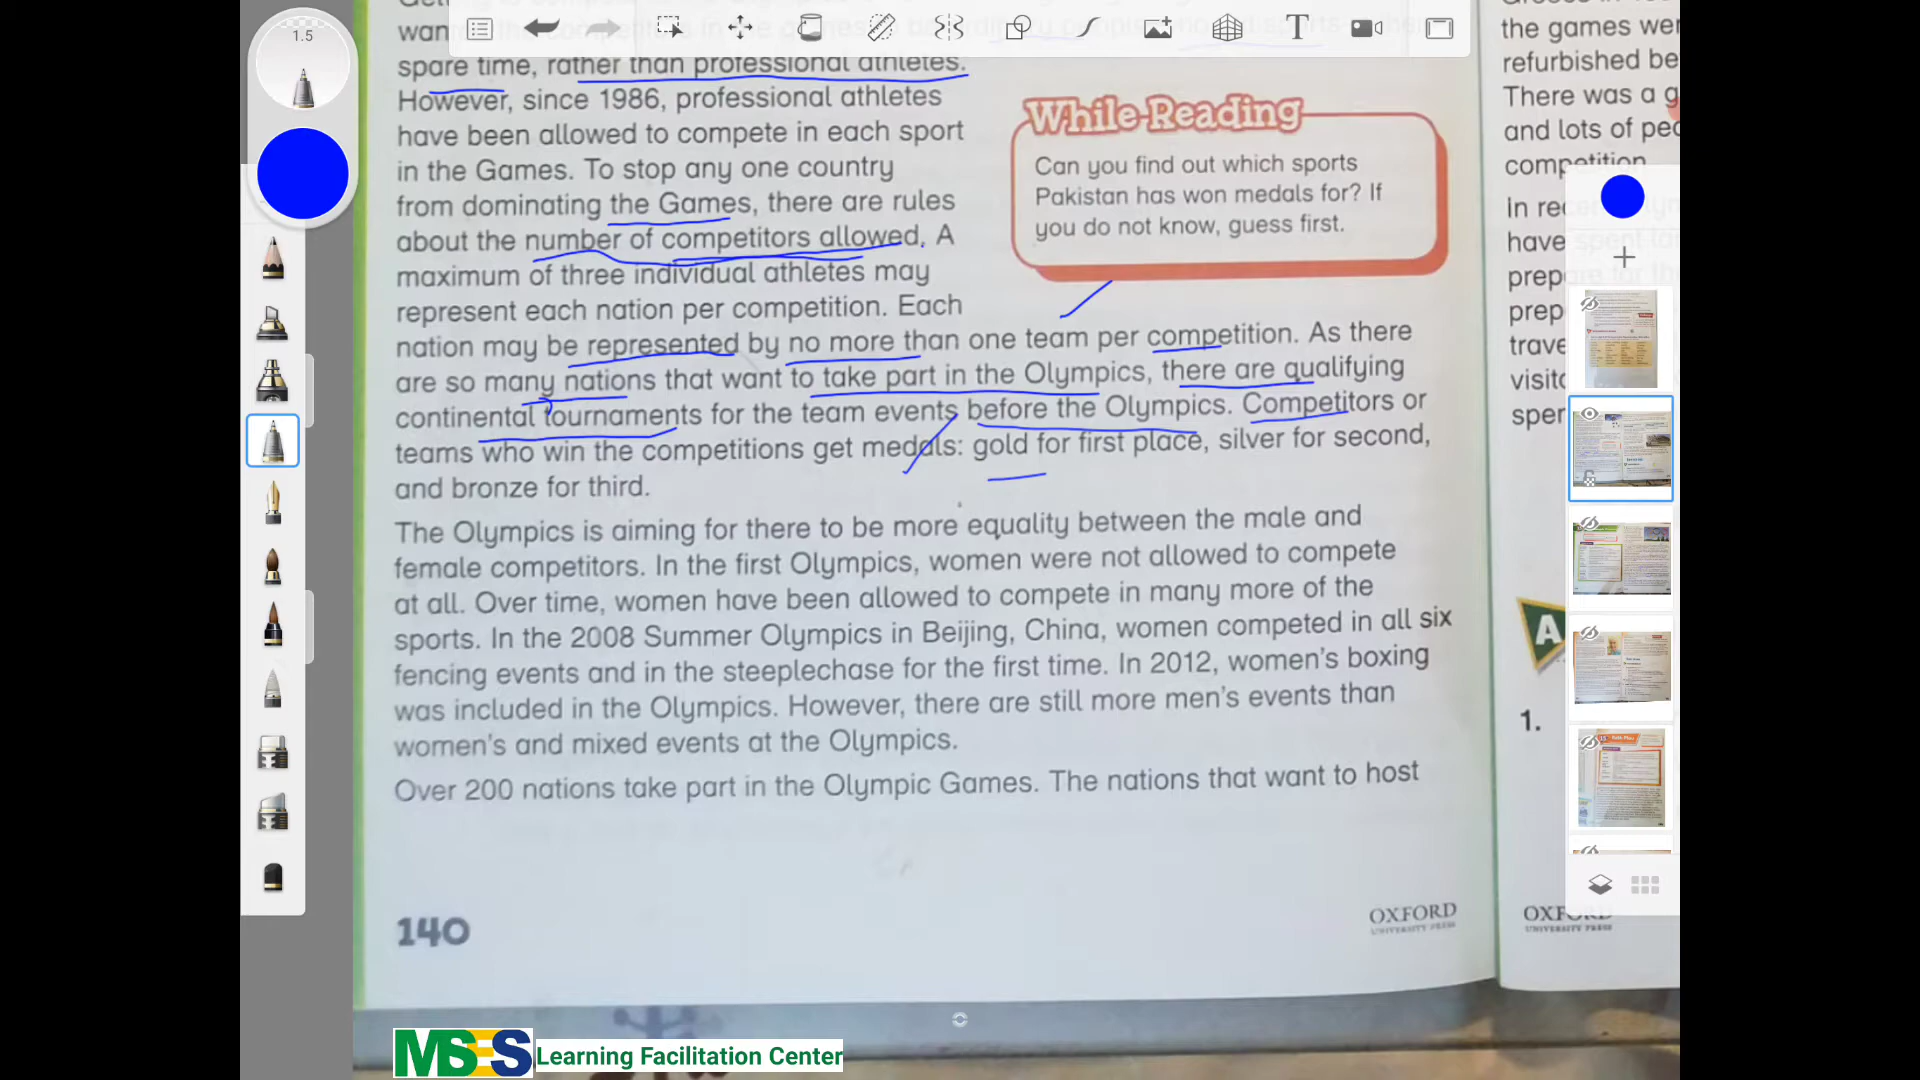 1.5
spare time, rather than professional athletes.
However, since 1986, professional athletes
have been allowed to compete in each sport
in the Games. To stop any one country
from dominating the Games, there are rules
about the number of competitors allowed. A
maximum of three individual athletes may
represent each nation per competition. Each
nation may be represented by no more than one team per competition. As there
are so many nations that want to take part in the Olympics, there are qualifying
continental tournaments for the team events before the Olympics. Competitors or
teams who win the competitions get medals: gold for first place, silver for second,
and bronze for third.
While Reading
Can you find out which sports
Pakistan has won medals for? If
you do not know, guess first.
The Olympics is aiming for there to be more equality between the male and
female competitors. In the first Olympics, women were not allowed to compete
at all. Over time, women have been allowed to compete in many more of the
sports. In the 2008 Summer Olympics in Beijing, China, women competed in all six
fencing events and in the steeplechase for the first time. In 2012, women's boxing
was included in the Olympics. However, there are still more men's events than
women's and mixed events at the Olympics.
Over 200 nations take part in the Olympic Games. The nations that want to host
140
OXFORD
UNIVERSITY PRESS
the games
refurbished
There was a
and lots of
competition
In
have
visit
A
1.
OXFORD
UNIVERSITY PRESS
MSES Learning Facilitation Center